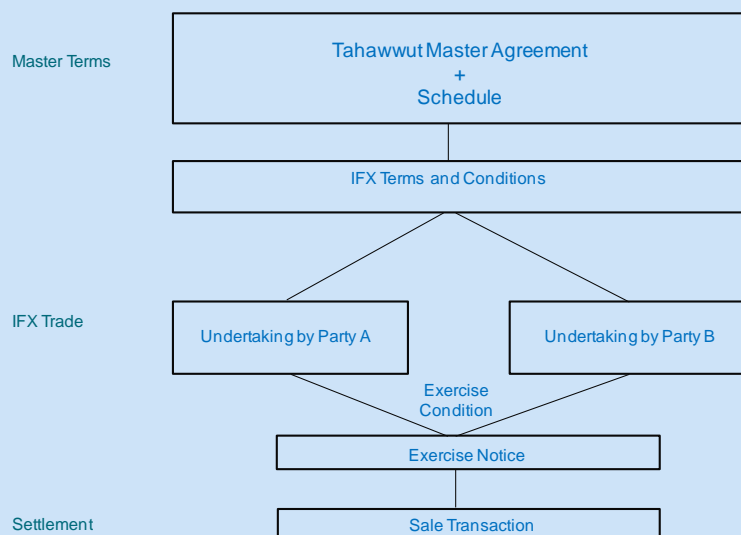 Master Terms
Tahawwut Master Agreement
+
Schedule
IFX Terms and Conditions
IFX Trade
Undertaking by Party A
Undertaking by Party B
Exercise
Condition
Exercise Notice
Settlement
Sale Transaction